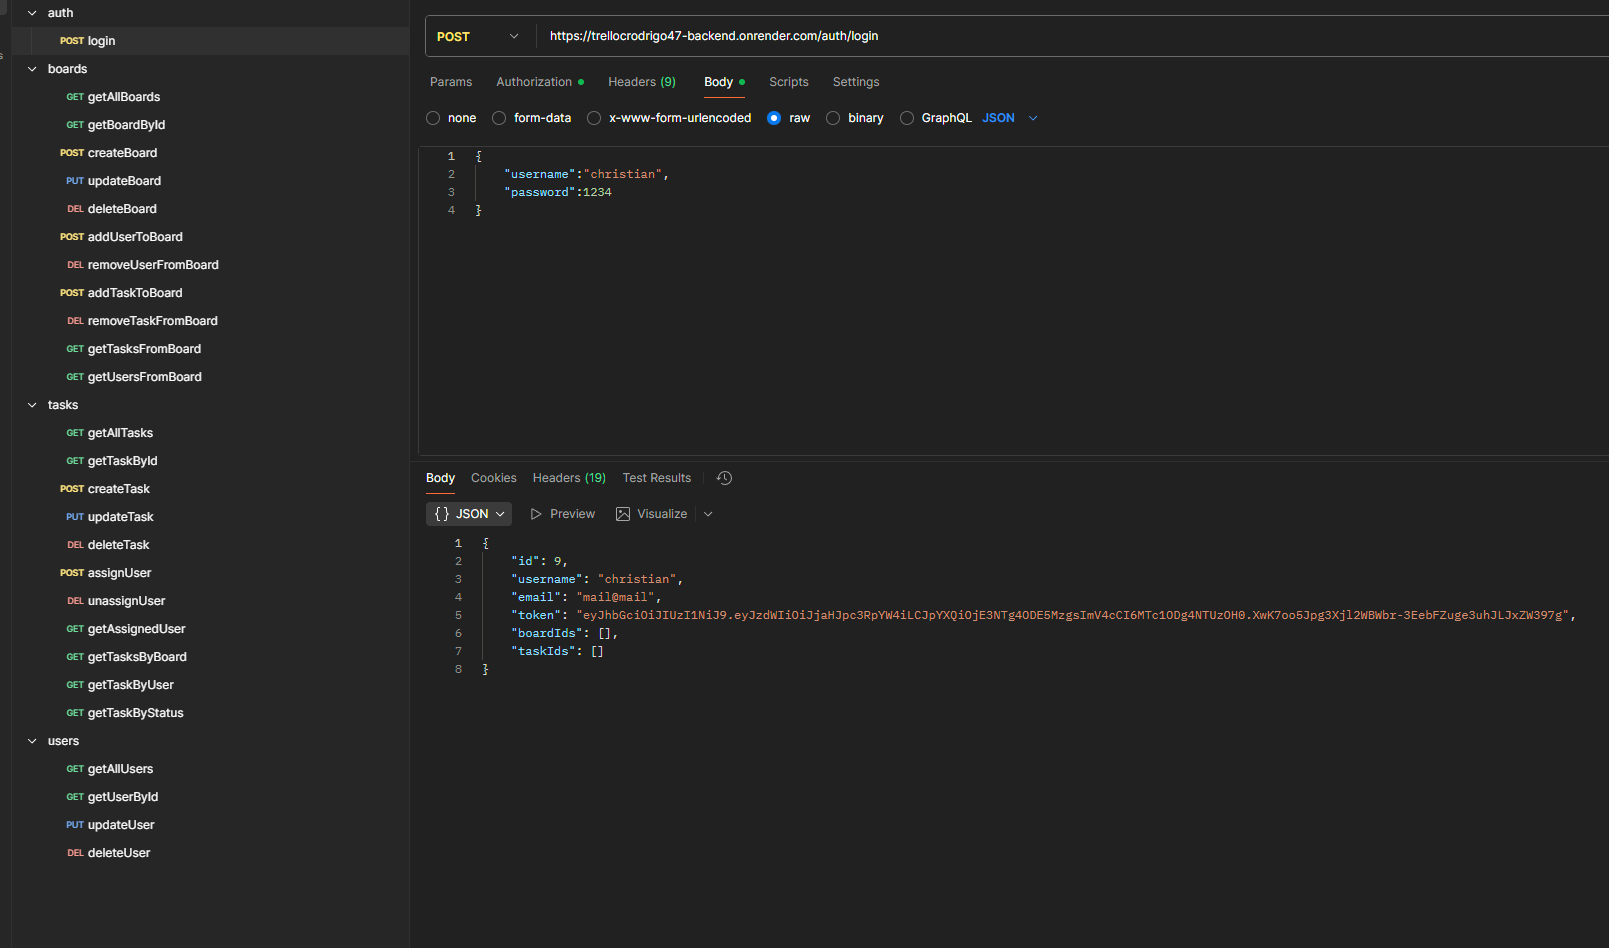 auth
POST login
boards
GET getAllBoards
GET getBoardById
POST createBoard
PUT updateBoard
DEL deleteBoard
POST addUserToBoard
DEL removeUserFromBoard
POST addTaskToBoard
DEL removeTaskFromBoard
GET getTasksFromBoard
GET getUsersFromBoard
tasks
GET getAllTasks
GET getTaskById
POST createTask
PUT updateTask
DEL deleteTask
POST assignUser
DEL unassignUser
GET getAssignedUser
GET getTasksByBoard
GET getTaskByUser
GET getTaskByStatus
users
GET getAllUsers
GET getUserById
PUT updateUser
DEL deleteUser
POST https://trellocrodrigo47-backend.onrender.com/auth/login
Params Authorization Headers (9) Body Scripts Settings
none form-data x-www-form-urlencoded raw binary GraphQL JSON
1 {
2 "username":"christian",
3 "password":1234
4 }
Body Cookies Headers (19) Test Results
{} JSON Preview Visualize
1 {
2 "id": 9,
3 "username": "christian",
4 "email": "mail@mail",
5 "token": "eyJhbGciOiJIUzI1NiJ9.eyJzdWIiOiJjaHJpc3RpYW4iLCJpYXQiOjE3NTg4ODE5MzgsImV4cCI6MTc1ODg4NTUzOH0.XwK7oo5Jpg3Xjl2WBWbr-3EebFZuge3uhJLJxZW397g",
6 "boardIds": [],
7 "taskIds": []
8 }